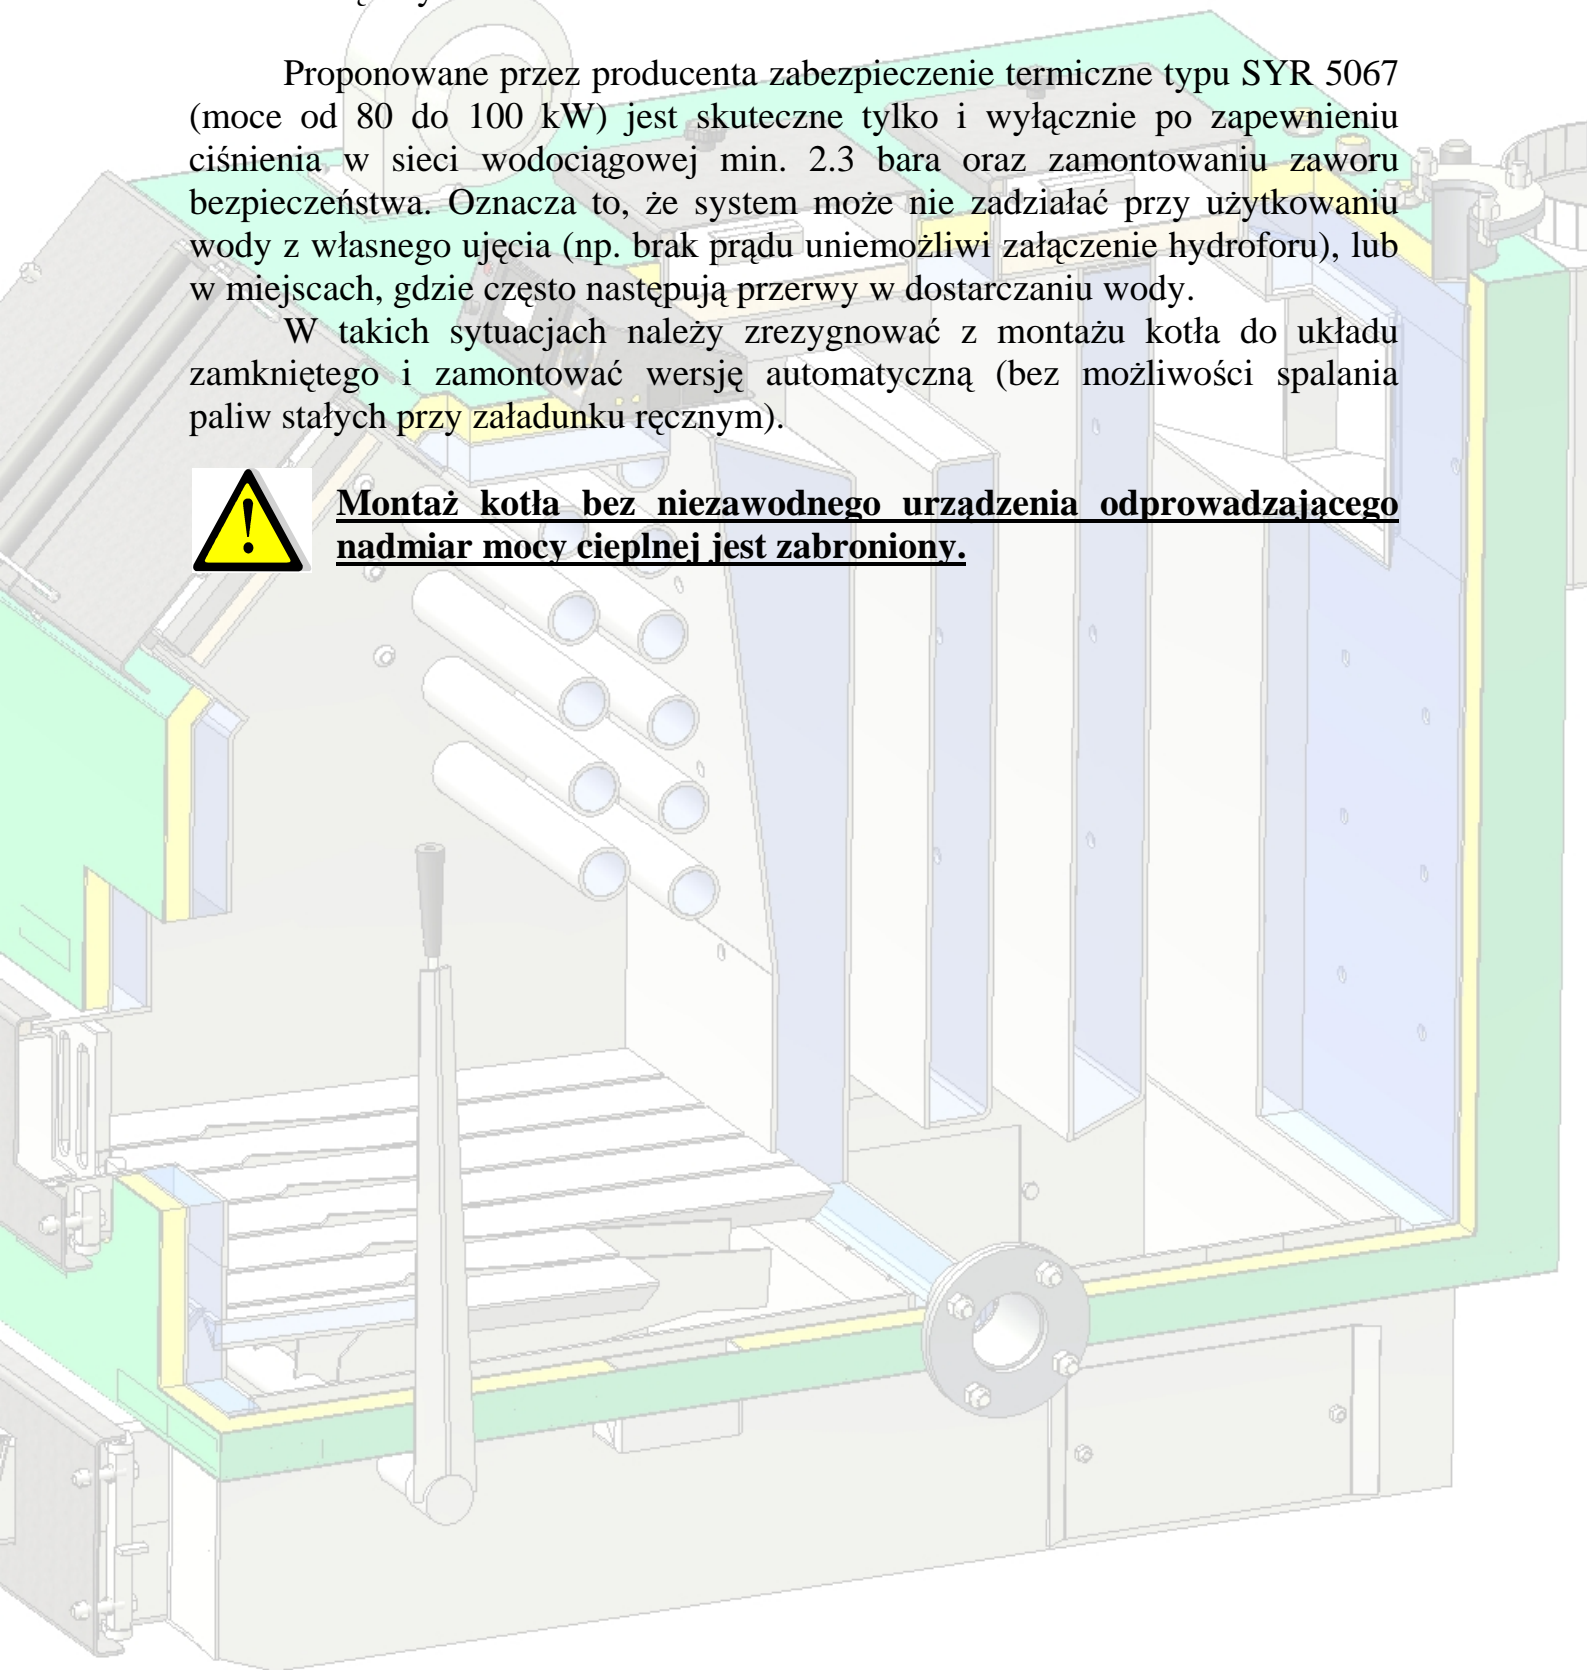 Proponowane przez producenta zabezpieczenie termiczne typu SYR 5067
(moce od 80 do 100 kW) jest skuteczne tylko i wyłącznie po zapewnieniu
ciśnienia w sieci wodociągowej min. 2.3 bara oraz zamontowaniu zaworu
bezpieczeństwa. Oznacza to, że system może nie zadziałać przy użytkowaniu
wody z własnego ujęcia (np. brak prądu uniemożliwi załączenie hydroforu), lub
w miejscach, gdzie często następują przerwy w dostarczaniu wody.
W takich sytuacjach należy zrezygnować z montażu kotła do układu
zamkniętego i zamontować wersję automatyczną (bez możliwości spalania
paliw stałych przy załadunku ręcznym).
Montaż kotła bez niezawodnego urządzenia odprowadzającego
nadmiar mocy cieplnej jest zabroniony.